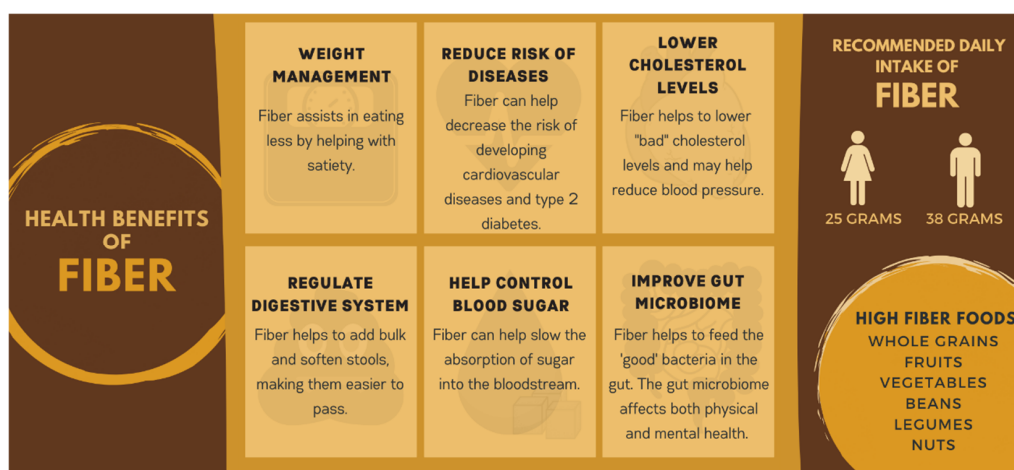 HEALTH BENEFITS
OF
FIBER
WEIGHT
MANAGEMENT
Fiber assists in eating
less by helping with
satiety.
REDUCE RISK OF
DISEASES
Fiber can help
decrease the risk of
developing
cardiovascular
diseases and type 2
diabetes.
LOWER
CHOLESTEROL
LEVELS
Fiber helps to lower
"bad" cholesterol
levels and may help
reduce blood pressure.
REGULATE
DIGESTIVE SYSTEM
Fiber helps to add bulk
and soften stools,
making them easier to
pass.
HELP CONTROL
BLOOD SUGAR
Fiber can help slow the
absorption of sugar
into the bloodstream.
IMPROVE GUT
MICROBIOME
Fiber helps to feed the
'good' bacteria in the
gut. The gut microbiome
affects both physical
and mental health.
RECOMMENDED DAILY
INTAKE OF
FIBER
25 GRAMS 38 GRAMS
HIGH FIBER FOODS
WHOLE GRAINS
FRUITS
VEGETABLES
BEANS
LEGUMES
NUTS